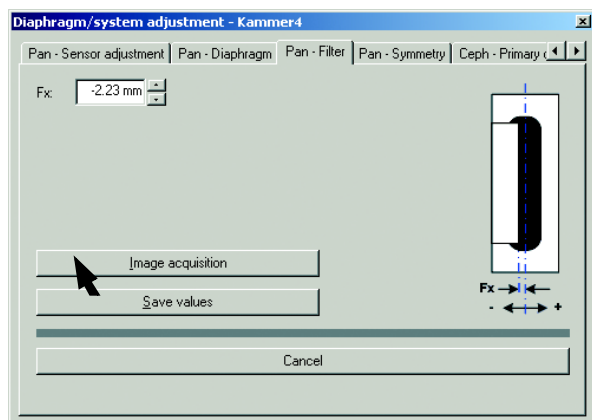 Diaphragm/system adjustment - Kammer4
Pan - Sensor adjustment Pan - Diaphragm Pan - Filter Pan - Symmetry Ceph - Primary
Fx: -2.23 mm
Image acquisition
Fx
Save values
- +
Cancel